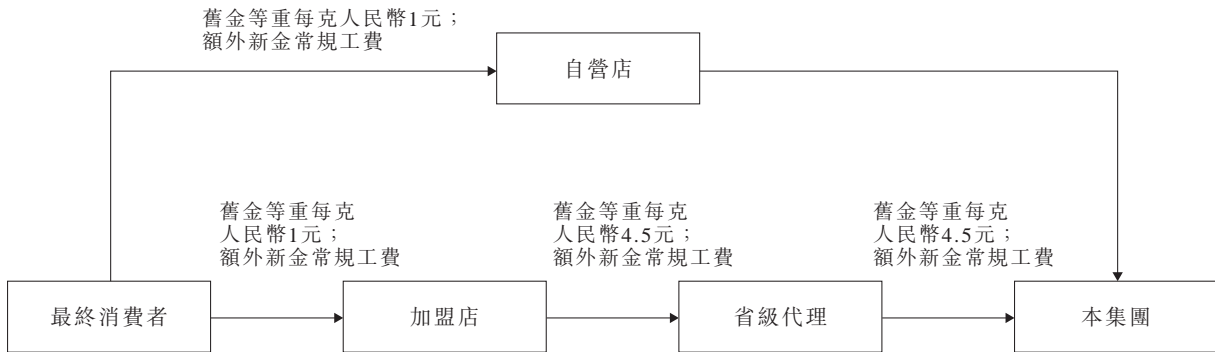 舊金等重每克人民幣1元；
額外新金常規工費
自營店
舊金等重每克
人民幣1元；
額外新金常規工費
舊金等重每克
人民幣4.5元；
額外新金常規工費
舊金等重每克
人民幣4.5元；
額外新金常規工費
最終消費者
加盟店
省級代理
本集團